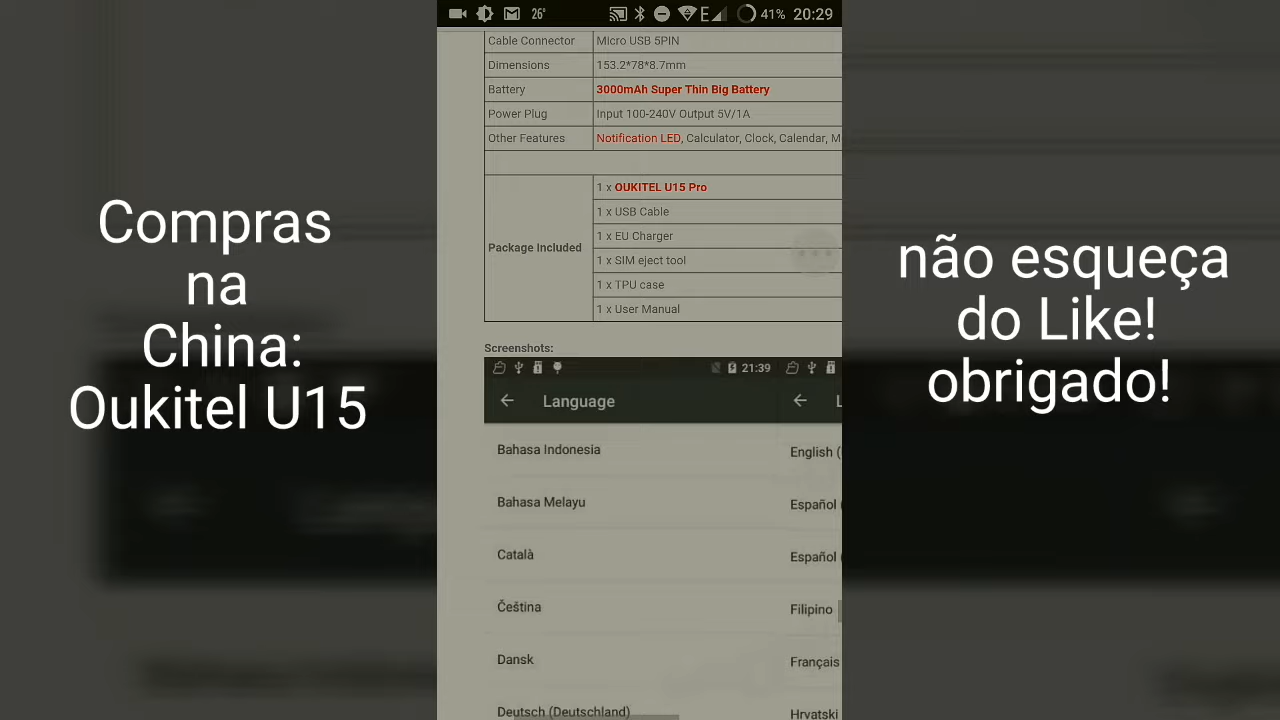 26°
41% 20:29
Cable Connector Micro USB 5PIN
Dimensions 153.2*78*8.7mm
Battery 3000mAh Super Thin Big Battery
Power Plug Input 100-240V Output 5V/1A
Other Features Notification LED, Calculator, Clock, Calendar, M
Package Included
1 x OUKITEL U15 Pro
1 x USB Cable
1 x EU Charger
1 x SIM eject tool
1 x TPU case
1 x User Manual
Screenshots:
21:39
Language
Bahasa Indonesia
Bahasa Melayu
Català
Čeština
Dansk
Deutsch (Deutschland)
English (
Español (
Español (
Filipino
Français
Hrvatski
Compras
na
China:
Oukitel U15
não esqueça
do Like!
obrigado!